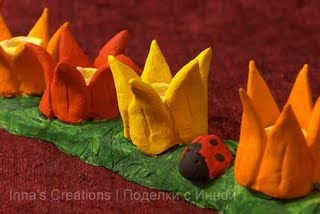 Inna's Creations | Поделки с Инной